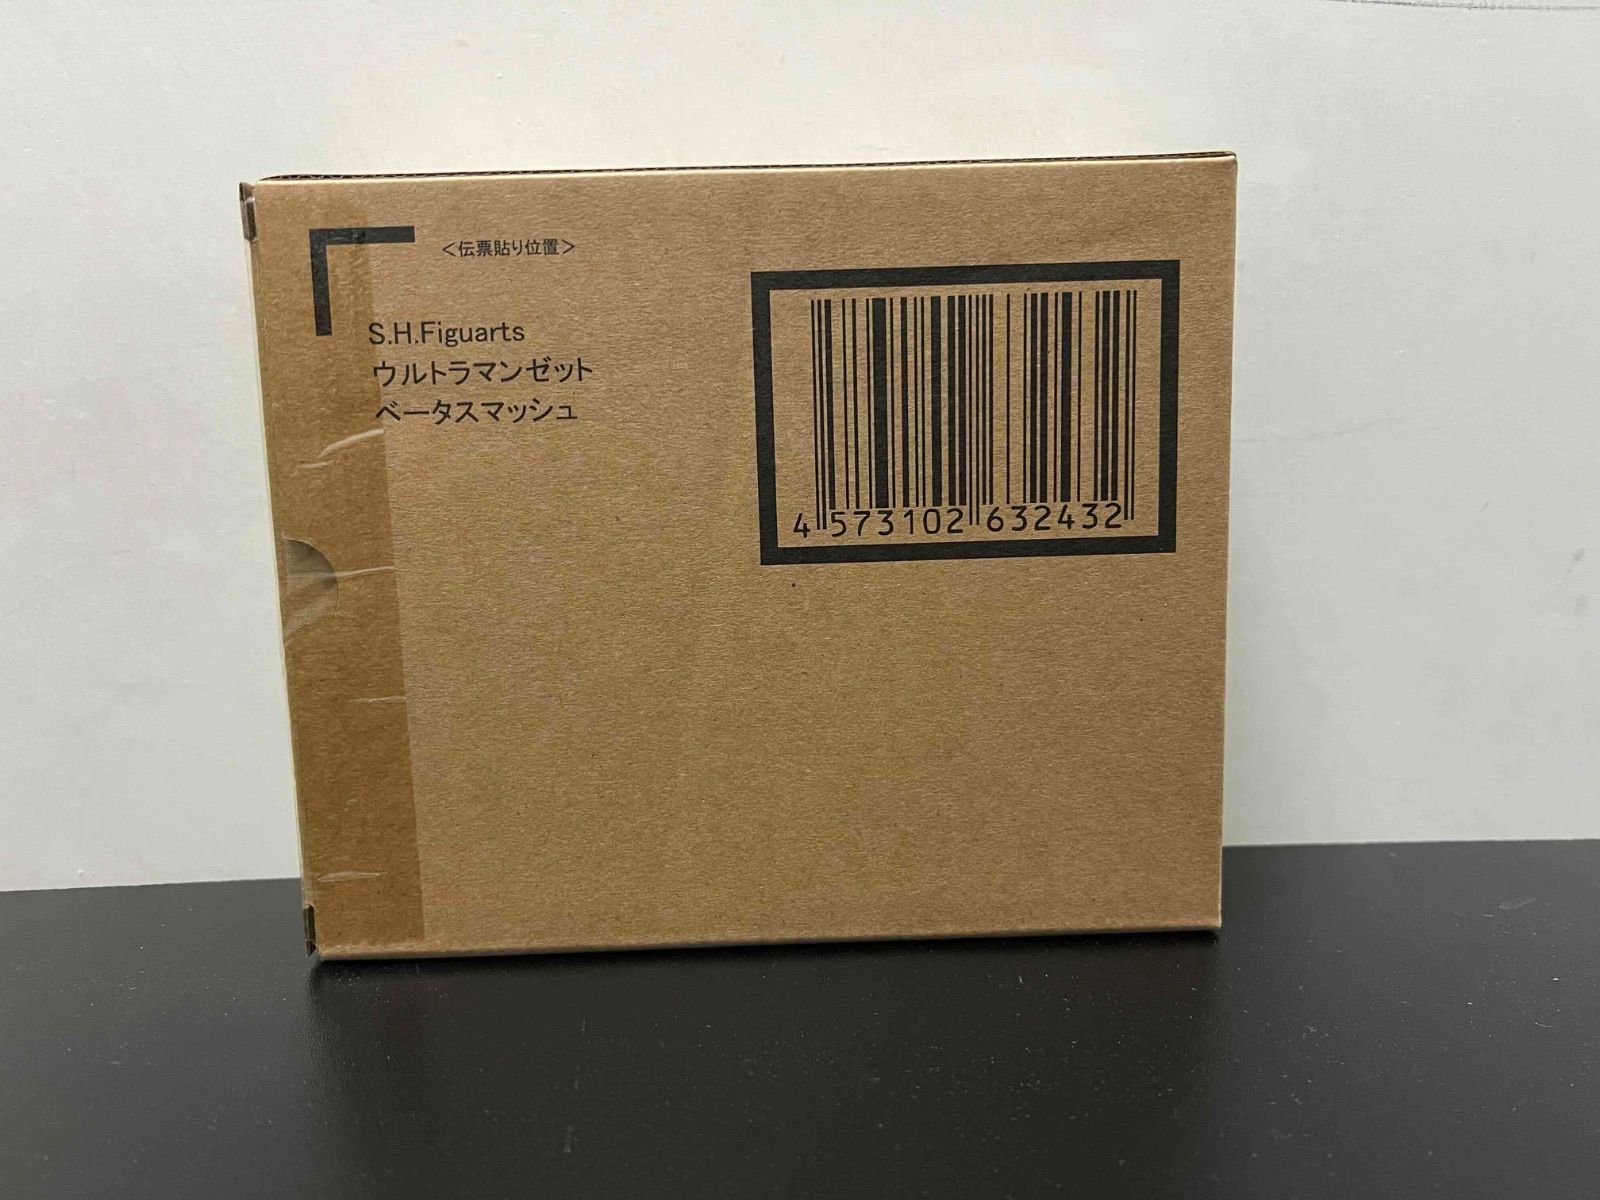 <伝票貼り位置>
S.H.Figuarts
ウルトラマンゼット
ベータスマッシュ
4 573102 632432